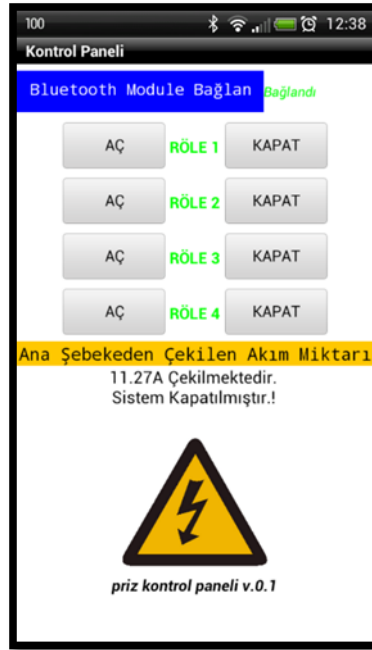 100 12:38
Kontrol Paneli
Bluetooth Module Bağlan Bağlandı
AÇ RÖLE 1 KAPAT
AÇ RÖLE 2 KAPAT
AÇ RÖLE 3 KAPAT
AÇ RÖLE 4 KAPAT
Ana Şebekeden Çekilen Akım Miktarı
11.27A Çekilmektedir.
Sistem Kapatılmıştır.!
priz kontrol paneli v.0.1